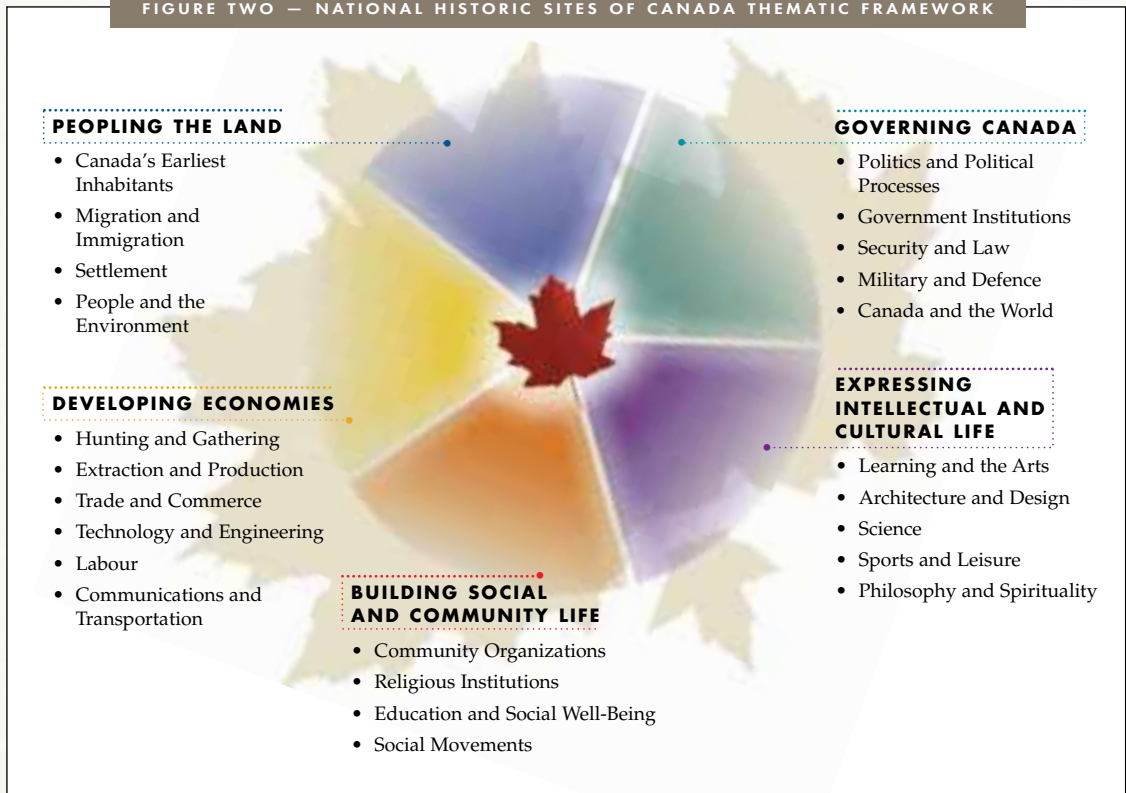 FIGURE TWO — NATIONAL HISTORIC SITES OF CANADA THEMATIC FRAMEWORK
PEOPLING THE LAND
• Canada's Earliest
Inhabitants
• Migration and
Immigration
• Settlement
• People and the
Environment
DEVELOPING ECONOMIES
• Hunting and Gathering
• Extraction and Production
• Trade and Commerce
• Technology and Engineering
• Labour
• Communications and
Transportation
BUILDING SOCIAL
AND COMMUNITY LIFE
• Community Organizations
• Religious Institutions
• Education and Social Well-Being
• Social Movements
GOVERNING CANADA
• Politics and Political
Processes
• Government Institutions
• Security and Law
• Military and Defence
• Canada and the World
EXPRESSING
INTELLECTUAL AND
CULTURAL LIFE
• Learning and the Arts
• Architecture and Design
• Science
• Sports and Leisure
• Philosophy and Spirituality